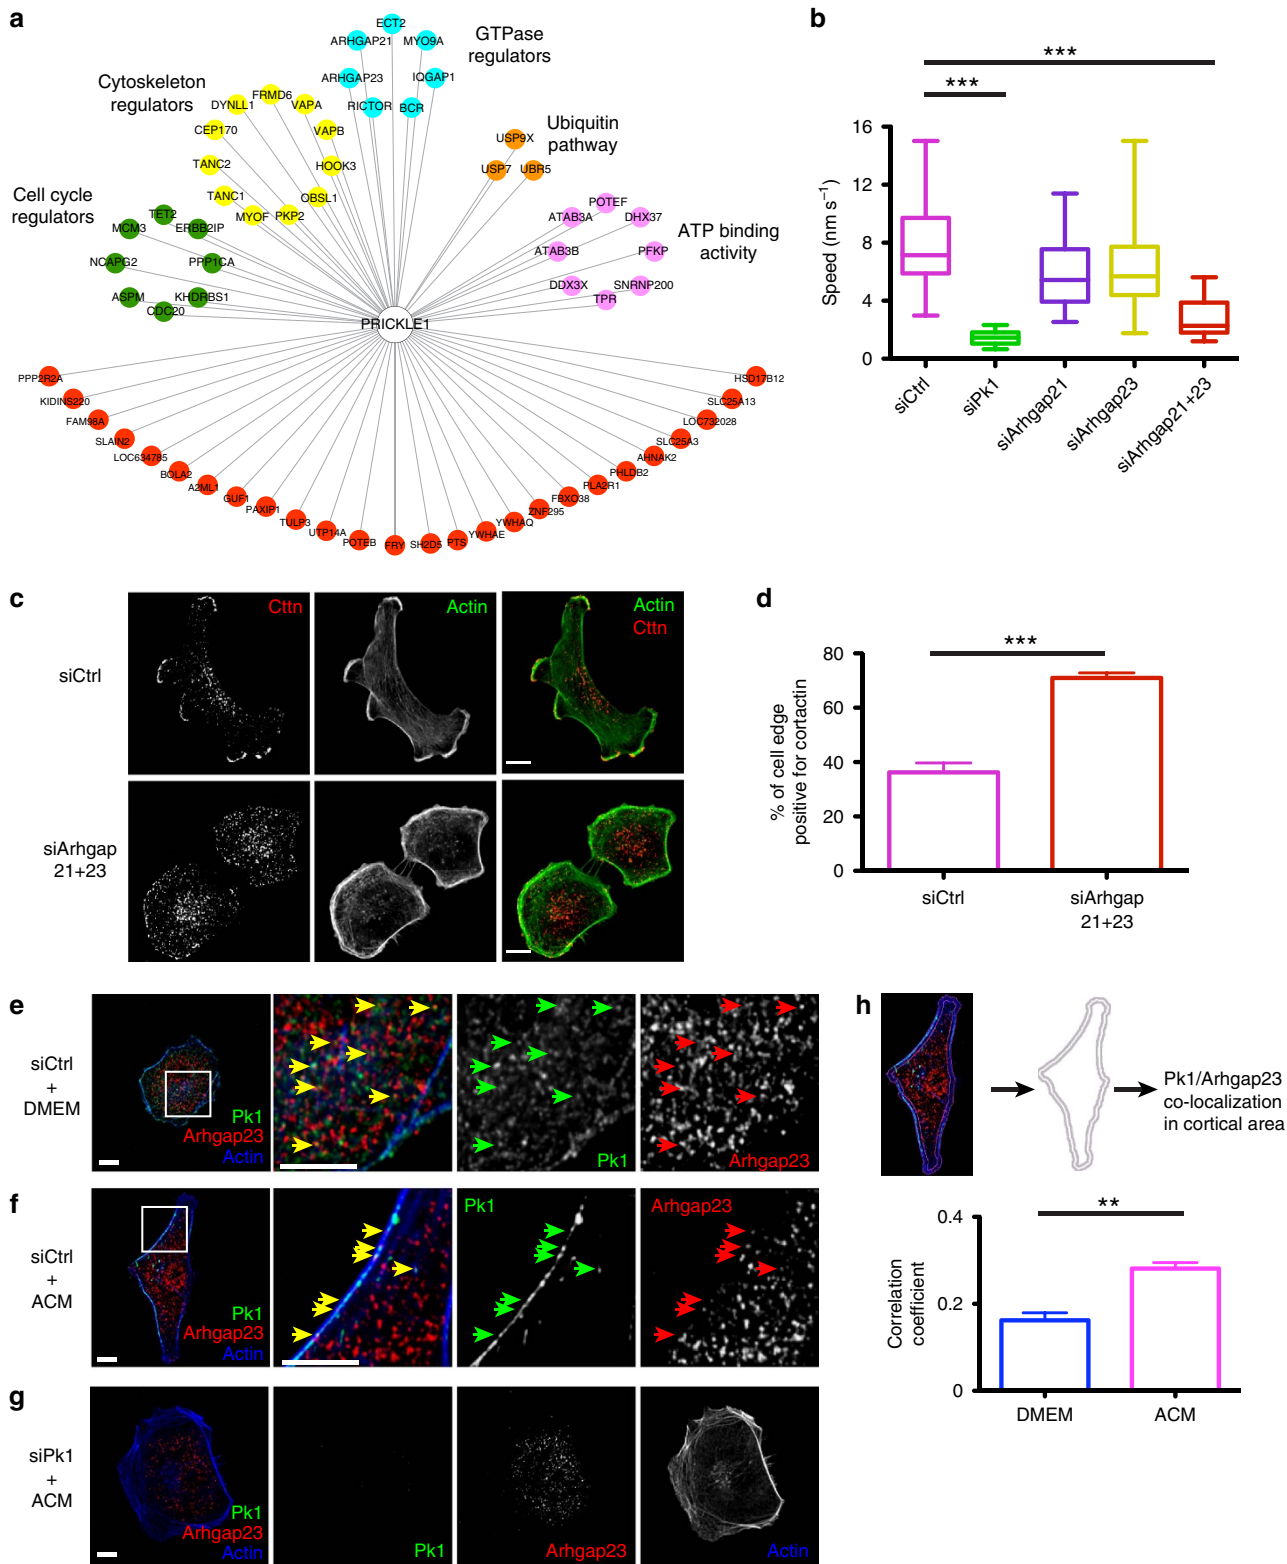 a
ECT2
ARHGAP21
MYO9A
GTPase
regulators
ARHGAP23
IQGAP1
RICTOR
BCR
Cytoskeleton
regulators
FRMD6
DYNLL1
VAPA
CEP170
VAPB
TANC2
HOOK3
TANC1
OBSL1
MYOF
PKP2
Ubiquitin
pathway
USP9X
USP7
UBR5
Cell cycle
regulators
TET2
MCM3
ERBB2IP
NCAPG2
PPP1CA
ASPM
KHDRBS1
CDC20
POTEF
ATAB3A
DHX37
ATP binding
activity
ATAB3B
PFKP
DDX3X
SNRNP200
TPR
PRICKLE1
PPP2R2A
KIDINS220
FAM98A
SLAIN2
LOC634785
BOLA2
A2ML1
GUF1
PAXIP1
TULP3
UTP14A
POTEB
FRY
SH2D5
PTS
YWHAE
YWHAQ
ZNF295
FBXO38
PLA2R1
PHLDB2
AHNAK2
SLC25A3
LOC732028
SLC25A13
HSD17B12
b
***
***
Speed (nm s⁻¹)
16
12
8
4
0
siCtrl
siPk1
siArhgap21
siArhgap23
siArhgap21+23
c
Cttn
Actin
Actin
Cttn
siCtrl
siArhgap
21+23
d
***
% of cell edge
positive for cortactin
80
60
40
20
0
siCtrl
siArhgap
21+23
e
siCtrl
+
DMEM
Pk1
Arhgap23
Actin
Pk1
Arhgap23
f
siCtrl
+
ACM
Pk1
Arhgap23
Actin
Pk1
Arhgap23
g
siPk1
+
ACM
Pk1
Arhgap23
Actin
Pk1
Arhgap23
Actin
h
Pk1/Arhgap23
co-localization
in cortical area
**
Correlation
coefficient
0.4
0.2
0
DMEM
ACM